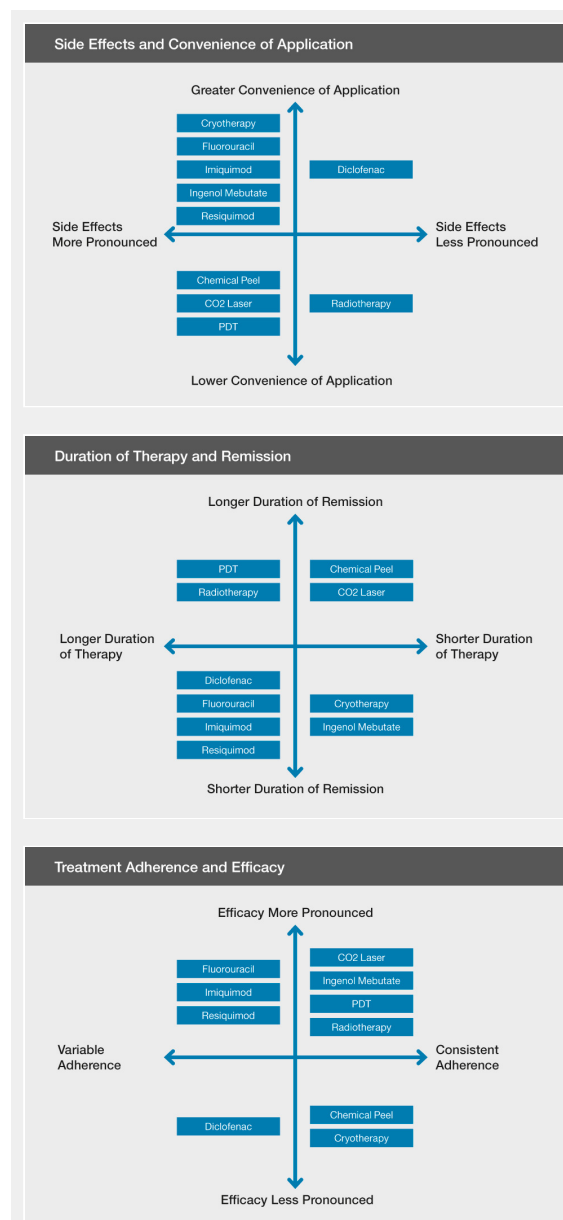 Side Effects and Convenience of Application
Greater Convenience of Application
Cryotherapy
Fluorouracil
Imiquimod
Diclofenac
Ingenol Mebutate
Resiquimod
Side Effects
More Pronounced
Side Effects
Less Pronounced
Chemical Peel
CO2 Laser
Radiotherapy
PDT
Lower Convenience of Application
Duration of Therapy and Remission
Longer Duration of Remission
PDT
Chemical Peel
Radiotherapy
CO2 Laser
Longer Duration
of Therapy
Shorter Duration
of Therapy
Diclofenac
Fluorouracil
Cryotherapy
Imiquimod
Ingenol Mebutate
Resiquimod
Shorter Duration of Remission
Treatment Adherence and Efficacy
Efficacy More Pronounced
CO2 Laser
Fluorouracil
Ingenol Mebutate
Imiquimod
PDT
Resiquimod
Radiotherapy
Variable
Adherence
Consistent
Adherence
Chemical Peel
Diclofenac
Cryotherapy
Efficacy Less Pronounced